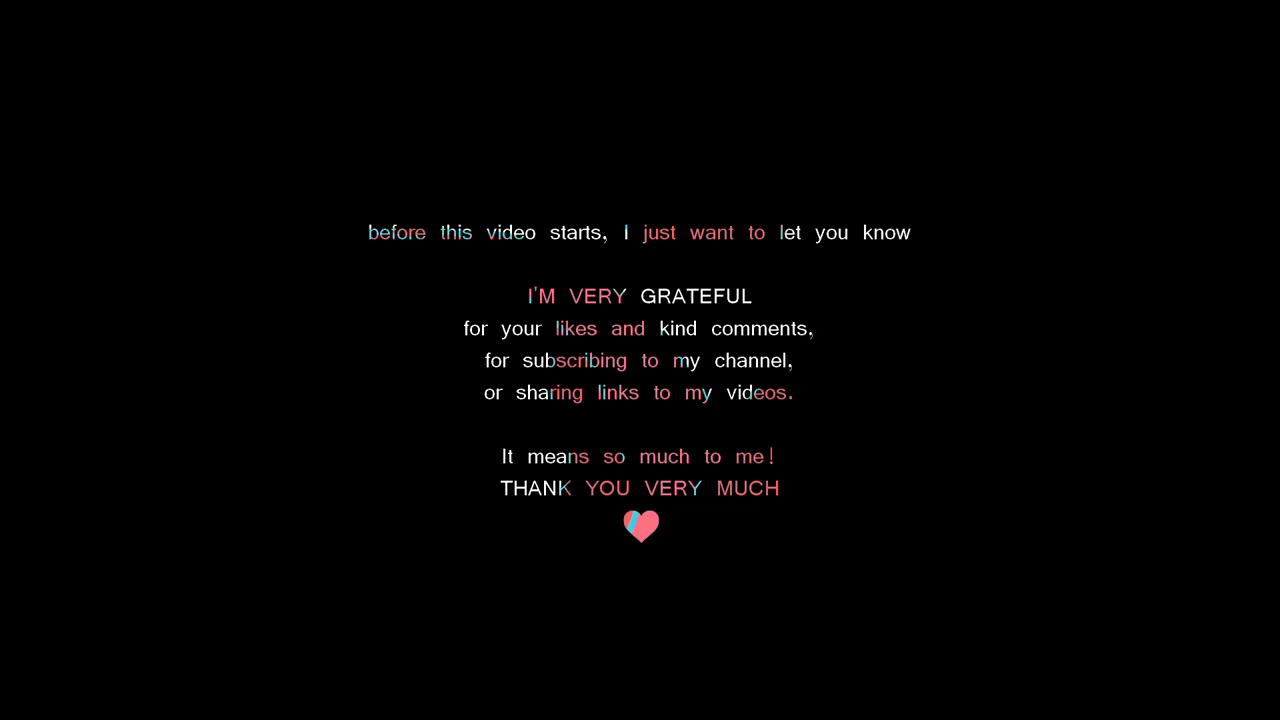 before this video starts, I just want to let you know
I'M VERY GRATEFUL
for your likes and kind comments,
for subscribing to my channel,
or sharing links to my videos.
It means so much to me!
THANK YOU VERY MUCH